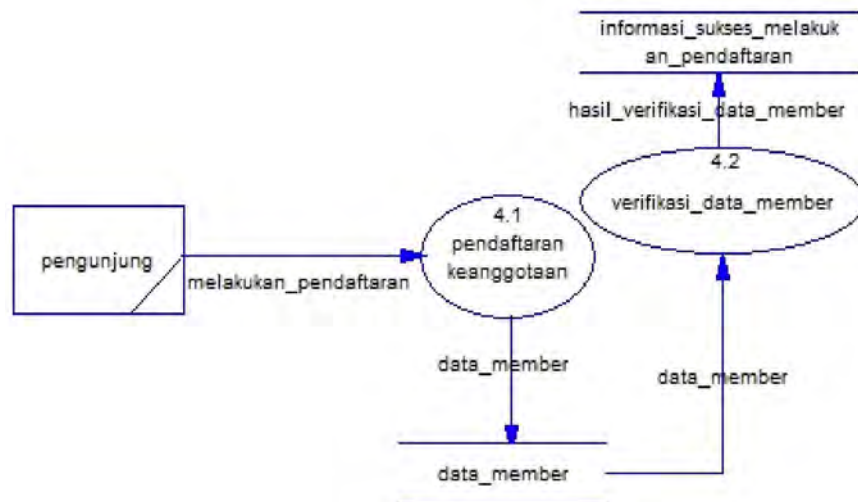 informasi_sukses_melakuk
an_pendaftaran
hasil_verifikasi_data_member
4.2
verifikasi_data_member
4.1
pendaftaran
keanggotaan
pengunjung
melakukan_pendaftaran
data_member
data_member
data_member